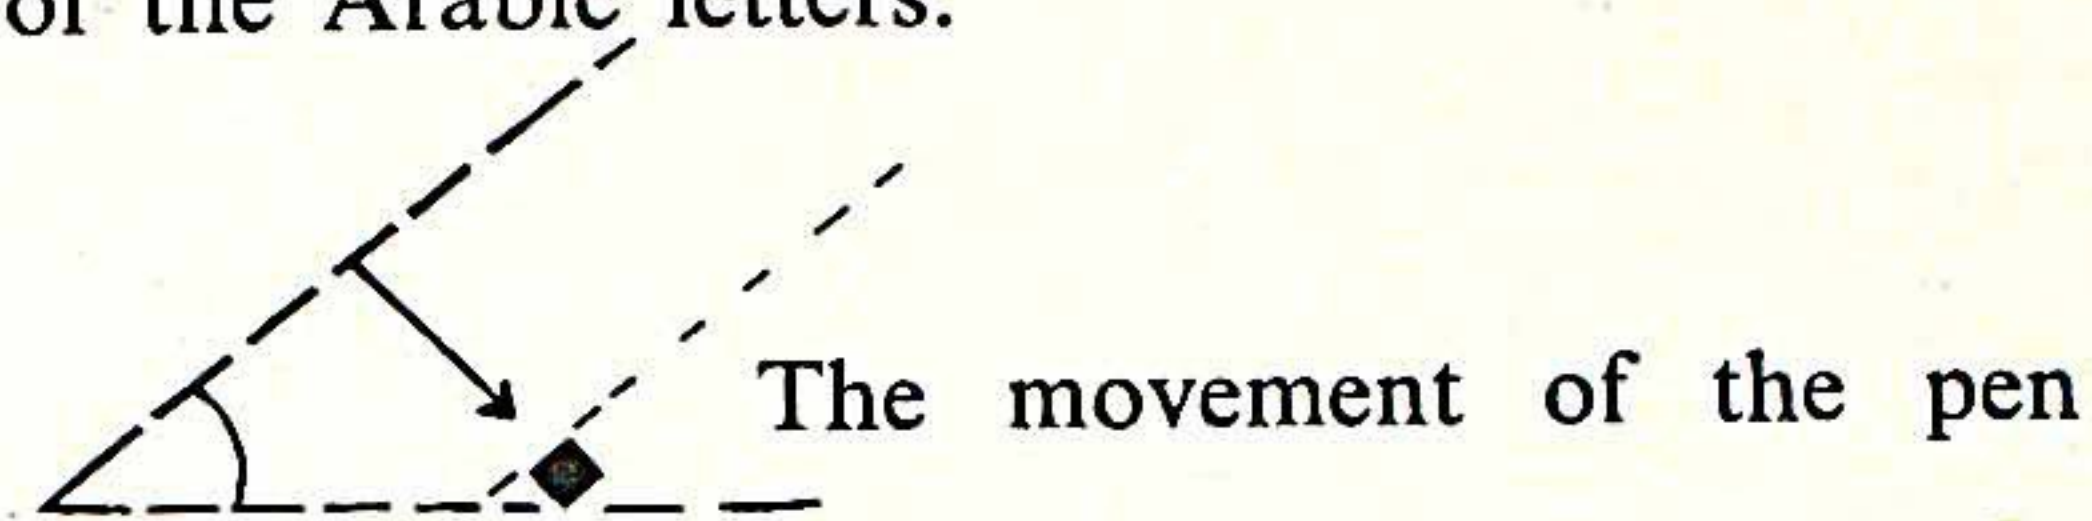 of the Arabic letters.
The movement of the pen